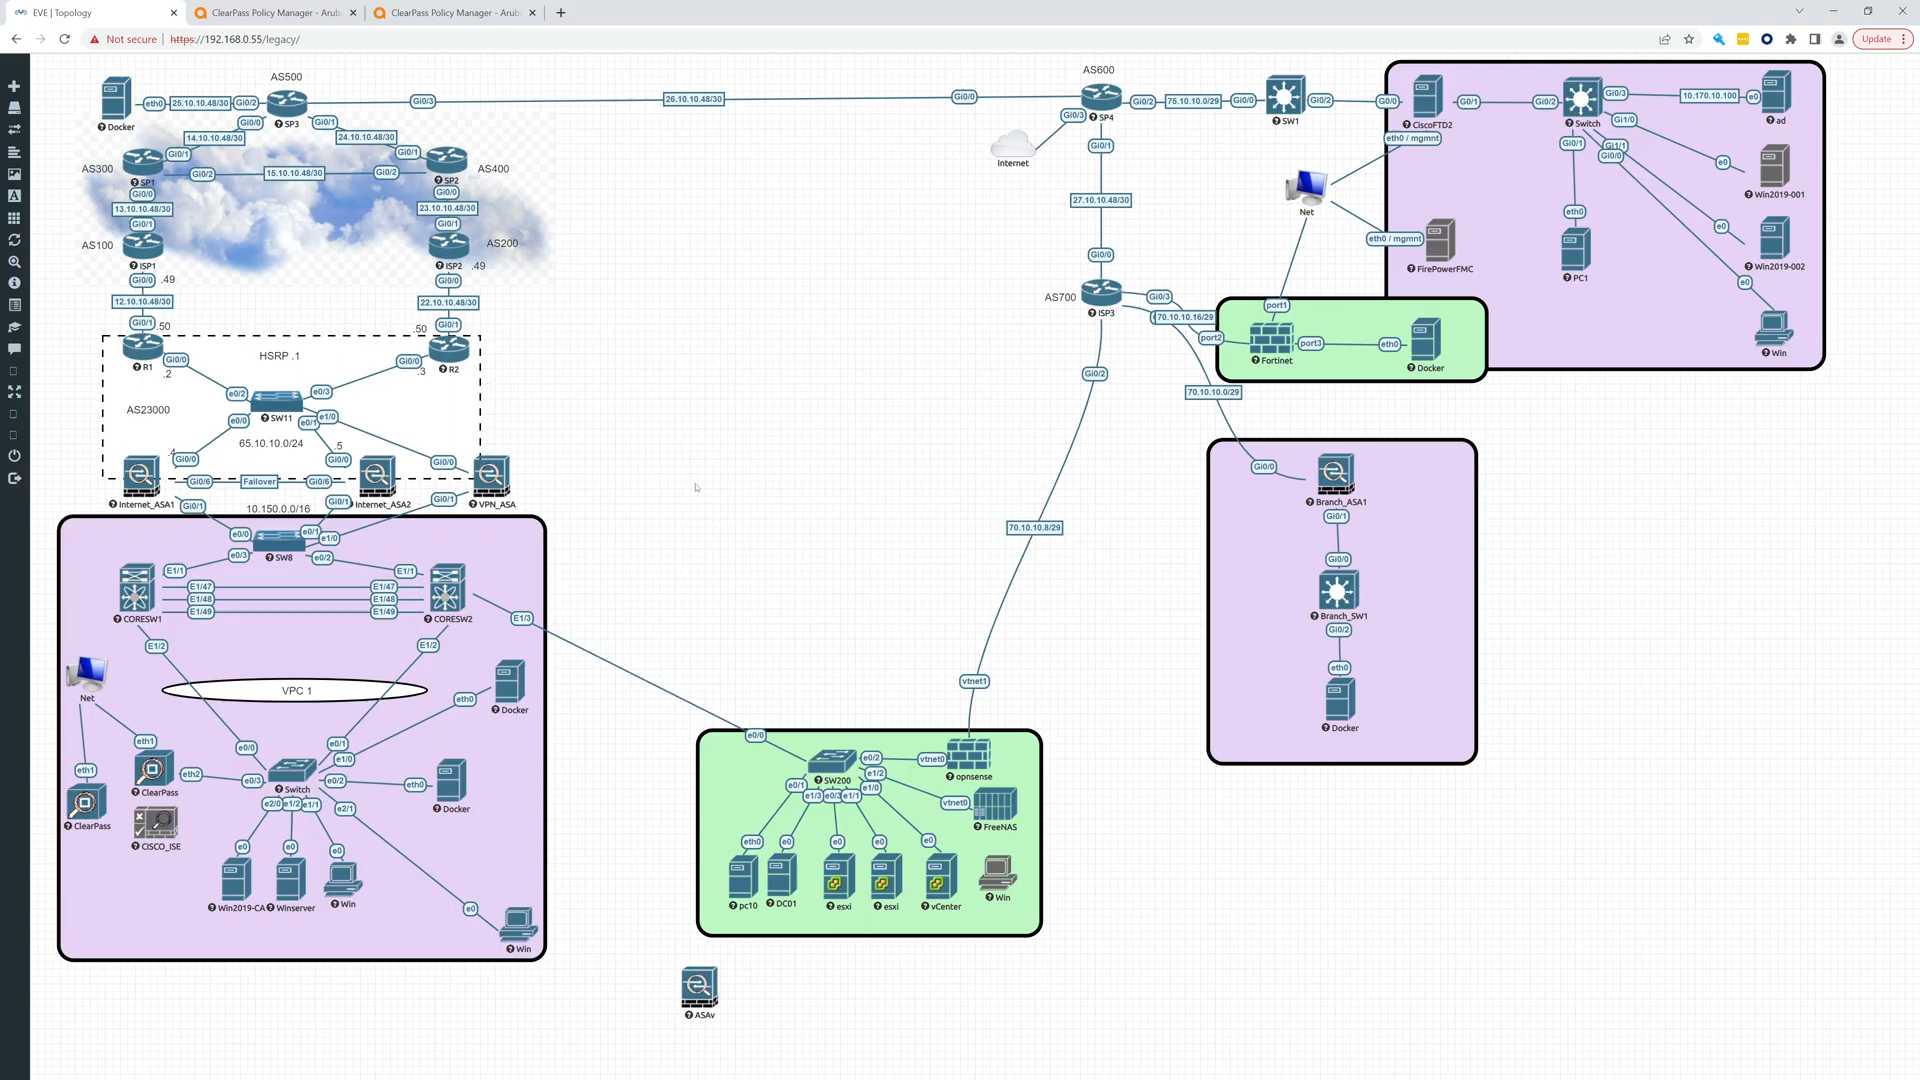 EVE | Topology
ClearPass Policy Manager - Arub
ClearPass Policy Manager - Arub
Not secure
https://192.168.0.55/legacy/
Update
AS500
AS600
eth0
25.10.10.48/30
Gi0/2
Gi0/3
26.10.10.48/30
Gi0/0
Gi0/2
75.10.10.0/29
Gi0/0
Gi0/2
G0/0
G0/1
Gi0/2
Gi0/3
10.170.10.100
e0
Docker
SP3
SP4
SW1
CiscoFTD2
Switch
ad
Gi0/0
Gi0/1
Gi0/3
Gi1/0
14.10.10.48/30
24.10.10.48/30
eth0 / mgmnt
Gi0/1
Gi1/1
Gi0/0
Internet
Gi0/1
Gi0/1
Gi0/1
e0
AS300
Gi0/2
15.10.10.48/30
Gi0/2
AS400
SP1
SP2
Win2019-001
Gi0/0
Gi0/0
13.10.10.48/30
23.10.10.48/30
27.10.10.48/30
Net
eth0
Gi0/1
Gi0/1
e0
AS100
AS200
eth0 / mgmnt
ISP1
ISP2
.49
Gi0/0
FirePowerFMC
PC1
Win2019-002
Gi0/0
.49
Gi0/0
e0
12.10.10.48/30
22.10.10.48/30
AS700
Gi0/3
port1
ISP3
70.10.10.16/29
Gi0/1
.50
.50
Gi0/1
port2
port3
eth0
Win
HSRP .1
R1
Gi0/0
Gi0/0
R2
Fortinet
Docker
.2
.3
Gi0/2
e0/2
e0/3
70.10.10.0/29
AS23000
SW11
e0/0
e0/1
e1/0
65.10.10.0/24
.4
.5
Gi0/0
Gi0/0
Gi0/0
Gi0/0
Gi0/6
Failover
Gi0/6
Internet_ASA1
Gi0/1
10.150.0.0/16
Gi0/1
Internet_ASA2
Gi0/1
VPN_ASA
Branch_ASA1
Gi0/1
e0/0
e0/1
e1/0
70.10.10.8/29
e0/3
SW8
e0/2
Gi0/0
E1/1
E1/1
E1/47
E1/47
E1/48
E1/48
E1/49
E1/49
CORESW1
CORESW2
E1/3
Branch_SW1
Gi0/2
E1/2
E1/2
eth0
vtnet1
VPC 1
Net
eth0
Docker
Docker
eth1
e0/0
e0/1
e0/0
e1/0
e0/2
vtnet0
eth1
eth2
e0/3
e0/2
eth0
SW200
e1/2
opnsense
ClearPass
Switch
e0/1
e1/3
e0/3
e1/1
e1/0
vtnet0
e2/0
e1/2
e1/1
e2/1
Docker
ClearPass
FreeNAS
CISCO_ISE
e0
e0
e0
eth0
e0
e0
e0
e0
Win2019-CA
Winserver
Win
e0
pc10
DC01
esxi
esxi
vCenter
Win
Win
ASAv